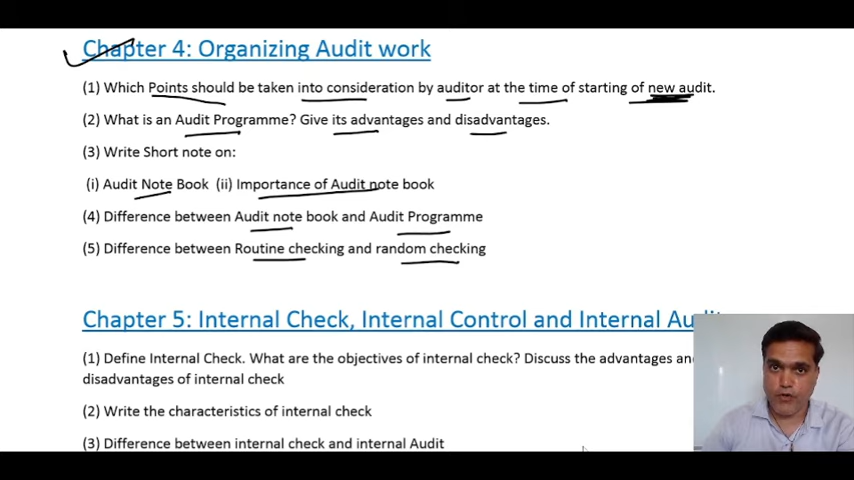 Chapter 4: Organizing Audit work
(1) Which Points should be taken into consideration by auditor at the time of starting of new audit.
(2) What is an Audit Programme? Give its advantages and disadvantages.
(3) Write Short note on:
(i) Audit Note Book (ii) Importance of Audit note book
(4) Difference between Audit note book and Audit Programme
(5) Difference between Routine checking and random checking
Chapter 5: Internal Check, Internal Control and Internal Audit
(1) Define Internal Check. What are the objectives of internal check? Discuss the advantages an
disadvantages of internal check
(2) Write the characteristics of internal check
(3) Difference between internal check and internal Audit